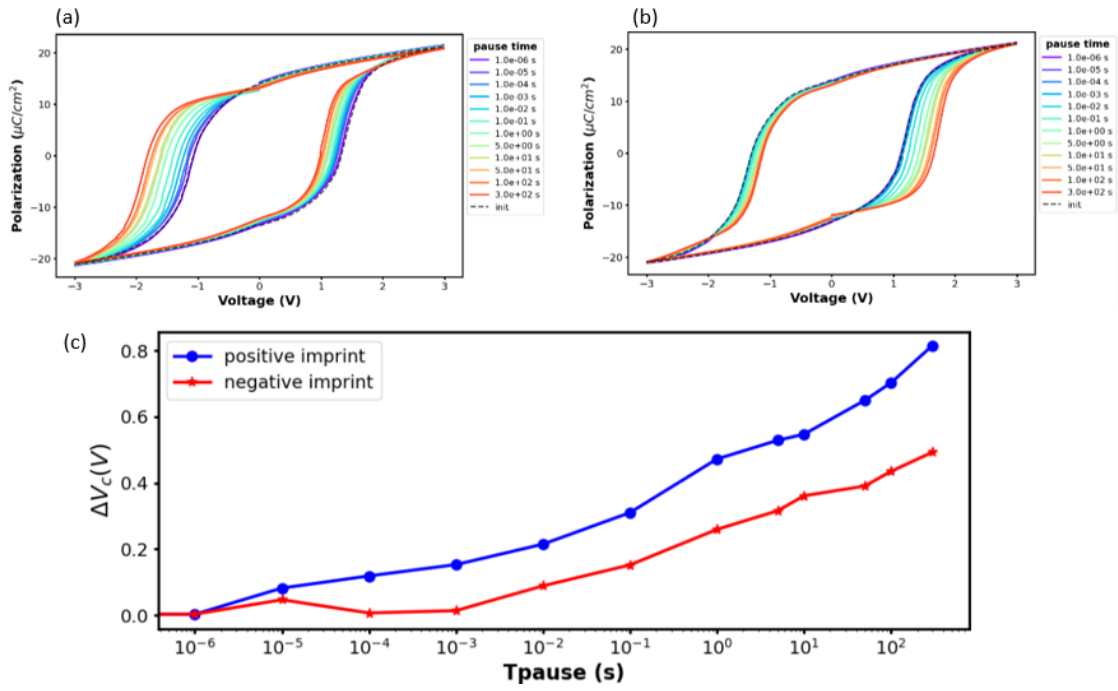 (a)
20
10
0
−10
−20
Polarization (μC/cm²)
−3 −2 −1 0 1 2 3
Voltage (V)
pause time
1.0e-06 s
1.0e-05 s
1.0e-04 s
1.0e-03 s
1.0e-02 s
1.0e-01 s
1.0e+00 s
5.0e+00 s
1.0e+01 s
5.0e+01 s
1.0e+02 s
3.0e+02 s
init
(b)
20
10
0
−10
−20
Polarization (μC/cm²)
−3 −2 −1 0 1 2 3
Voltage (V)
pause time
1.0e-06 s
1.0e-05 s
1.0e-04 s
1.0e-03 s
1.0e-02 s
1.0e-01 s
1.0e+00 s
5.0e+00 s
1.0e+01 s
5.0e+01 s
1.0e+02 s
3.0e+02 s
init
(c)
positive imprint
negative imprint
0.8
0.6
0.4
0.2
0.0
ΔVc(V)
10⁻⁶ 10⁻⁵ 10⁻⁴ 10⁻³ 10⁻² 10⁻¹ 10⁰ 10¹ 10²
Tpause (s)